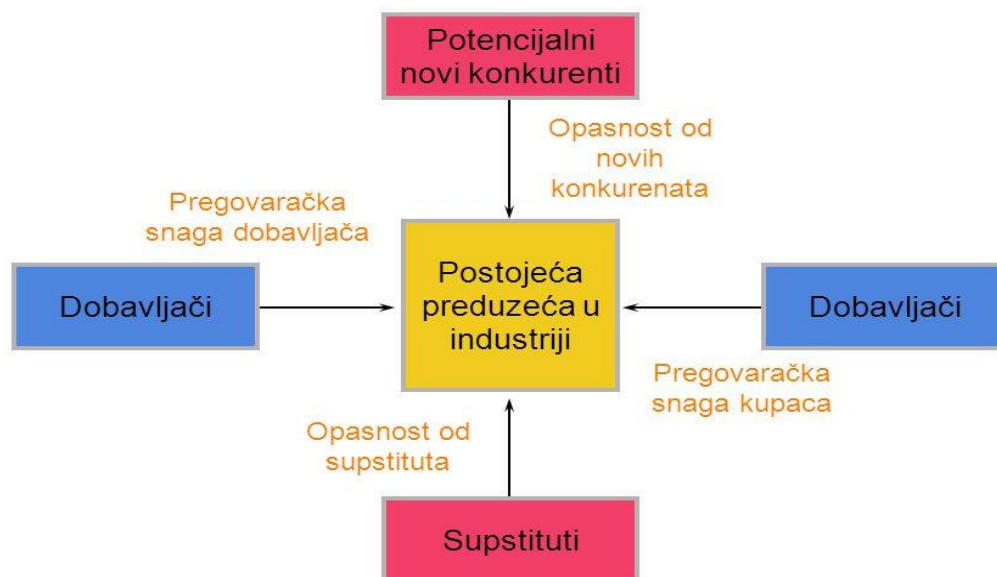 Potencijalni
novi konkurenti
Opasnost od
novih
konkurenata
Pregovaračka
snaga dobavljača
Dobavljači
Postojeća
preduzeća u
industriji
Dobavljači
Pregovaračka
snaga kupaca
Opasnost od
supstituta
Supstituti